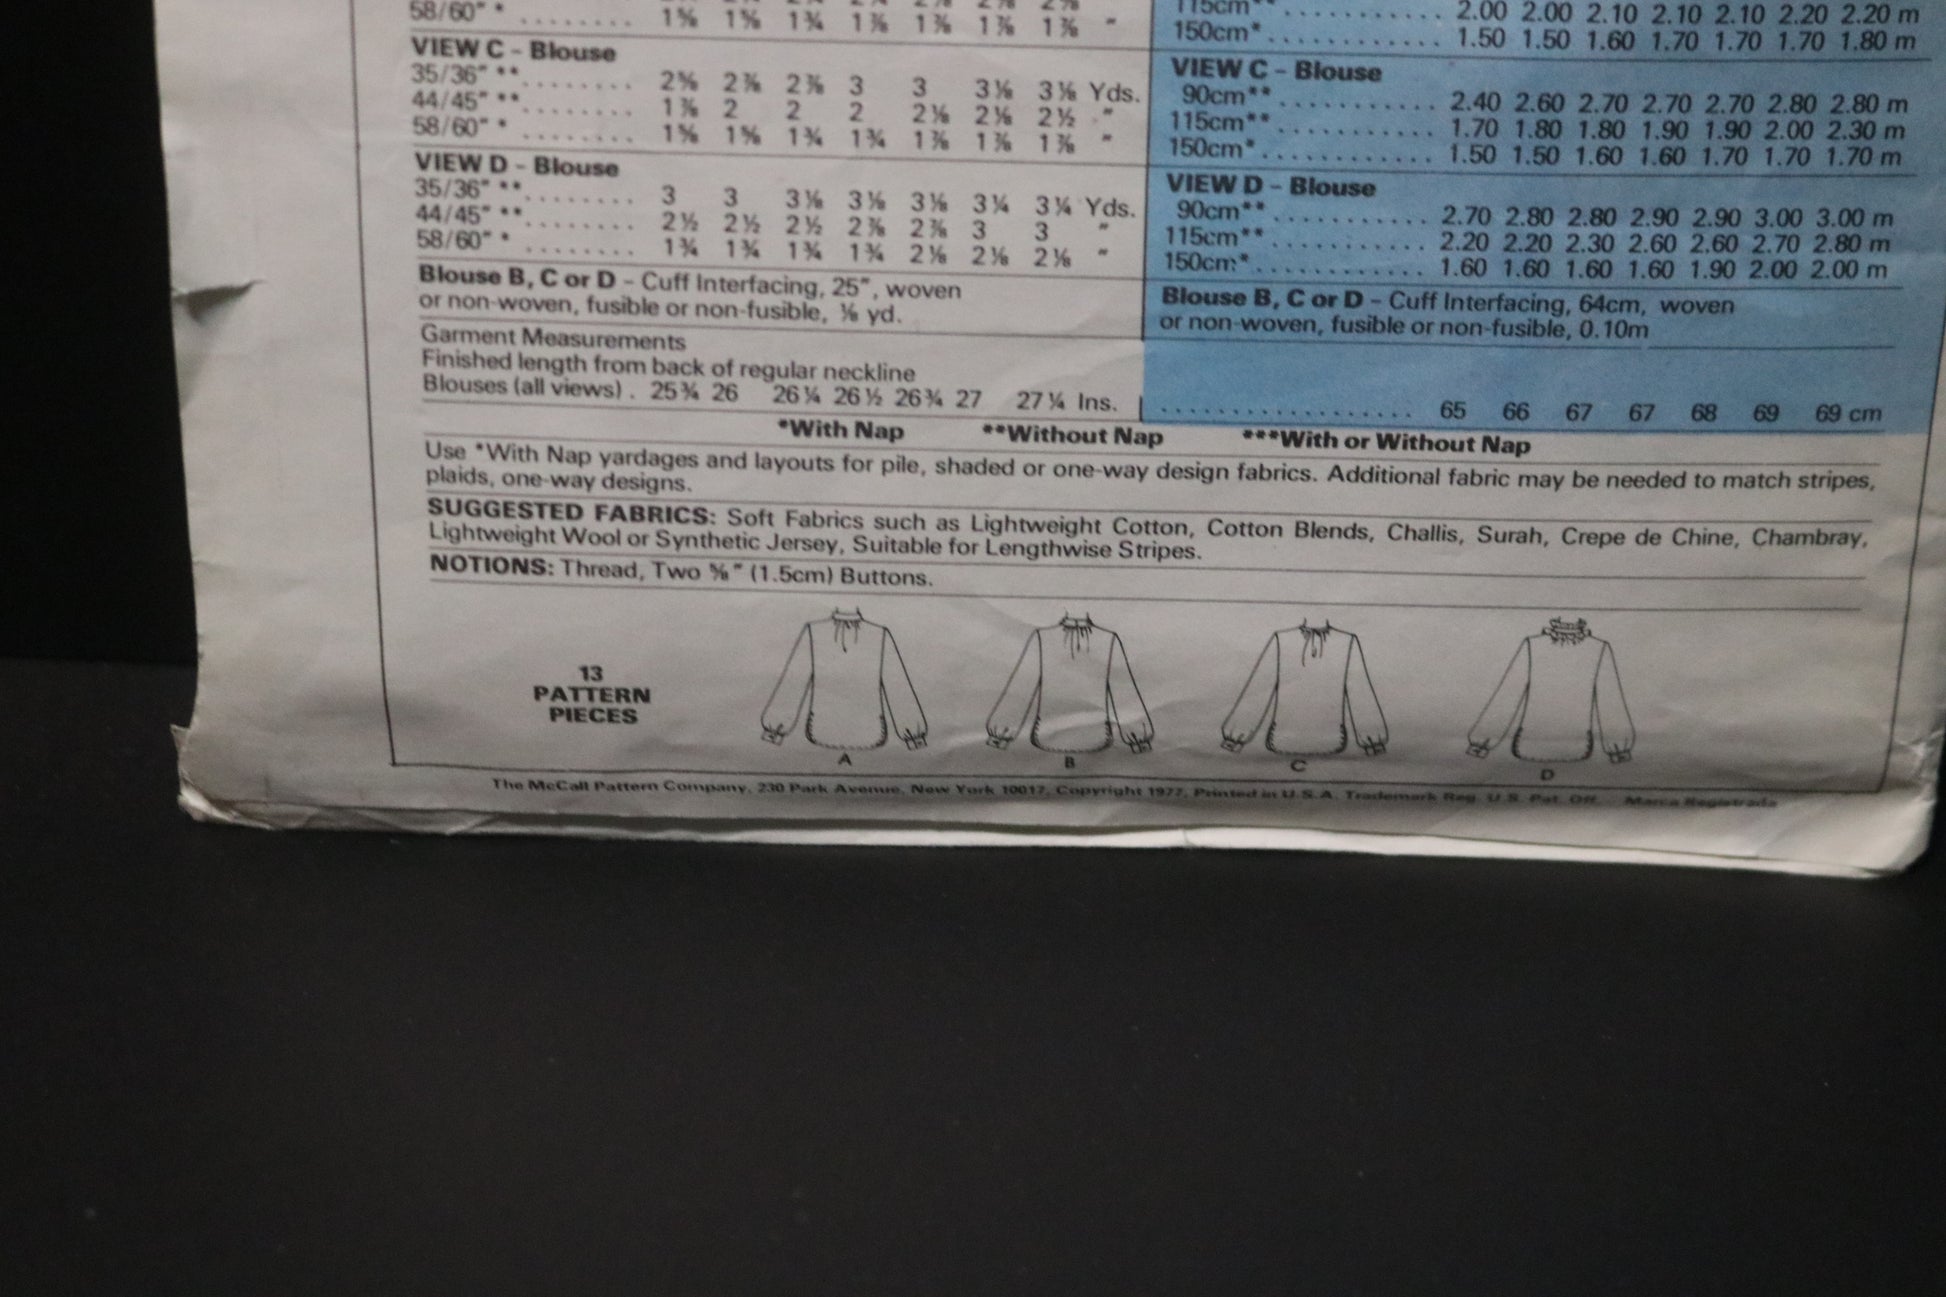 58/60" * ........ 1⅝ 1⅝ 1¾ 1⅞ 1⅞ 1⅞ 1⅞ "
VIEW C - Blouse
35/36" ** ........ 2⅝ 2⅞ 2⅞ 3 3 3⅛ 3⅛ Yds.
44/45" ** ........ 1⅞ 2 2 2 2⅛ 2⅛ 2½ "
58/60" * ........ 1⅝ 1⅝ 1¾ 1¾ 1⅞ 1⅞ 1⅞ "
VIEW D - Blouse
35/36" ** ........ 3 3 3⅛ 3⅛ 3⅛ 3¼ 3¼ Yds.
44/45" ** ........ 2½ 2½ 2½ 2⅞ 2⅞ 3 3 "
58/60" * ........ 1¾ 1¾ 1¾ 1¾ 2⅛ 2⅛ 2⅛ "
Blouse B, C or D - Cuff Interfacing, 25", woven
or non-woven, fusible or non-fusible, ⅛ yd.
Garment Measurements
Finished length from back of regular neckline
Blouses (all views) . 25¾ 26 26¼ 26½ 26¾ 27 27¼ Ins.
115cm** ............ 2.00 2.00 2.10 2.10 2.10 2.20 2.20 m
150cm* ............ 1.50 1.50 1.60 1.70 1.70 1.70 1.80 m
VIEW C - Blouse
90cm** ............ 2.40 2.60 2.70 2.70 2.70 2.80 2.80 m
115cm** ............ 1.70 1.80 1.80 1.90 1.90 2.00 2.30 m
150cm* ............ 1.50 1.50 1.60 1.60 1.70 1.70 1.70 m
VIEW D - Blouse
90cm** ............ 2.70 2.80 2.80 2.90 2.90 3.00 3.00 m
115cm** ............ 2.20 2.20 2.30 2.60 2.60 2.70 2.80 m
150cm* ............ 1.60 1.60 1.60 1.60 1.90 2.00 2.00 m
Blouse B, C or D - Cuff Interfacing, 64cm, woven
or non-woven, fusible or non-fusible, 0.10m
.................. 65 66 67 67 68 69 69 cm
*With Nap **Without Nap ***With or Without Nap
Use *With Nap yardages and layouts for pile, shaded or one-way design fabrics. Additional fabric may be needed to match stripes,
plaids, one-way designs.
SUGGESTED FABRICS: Soft Fabrics such as Lightweight Cotton, Cotton Blends, Challis, Surah, Crepe de Chine, Chambray,
Lightweight Wool or Synthetic Jersey, Suitable for Lengthwise Stripes.
NOTIONS: Thread, Two ⅝" (1.5cm) Buttons.
13
PATTERN
PIECES
A B C D
The McCall Pattern Company, 230 Park Avenue, New York 10017, Copyright 1977, Printed in U.S.A. Trademark Reg. U.S. Pat. Off. Marca Registrada